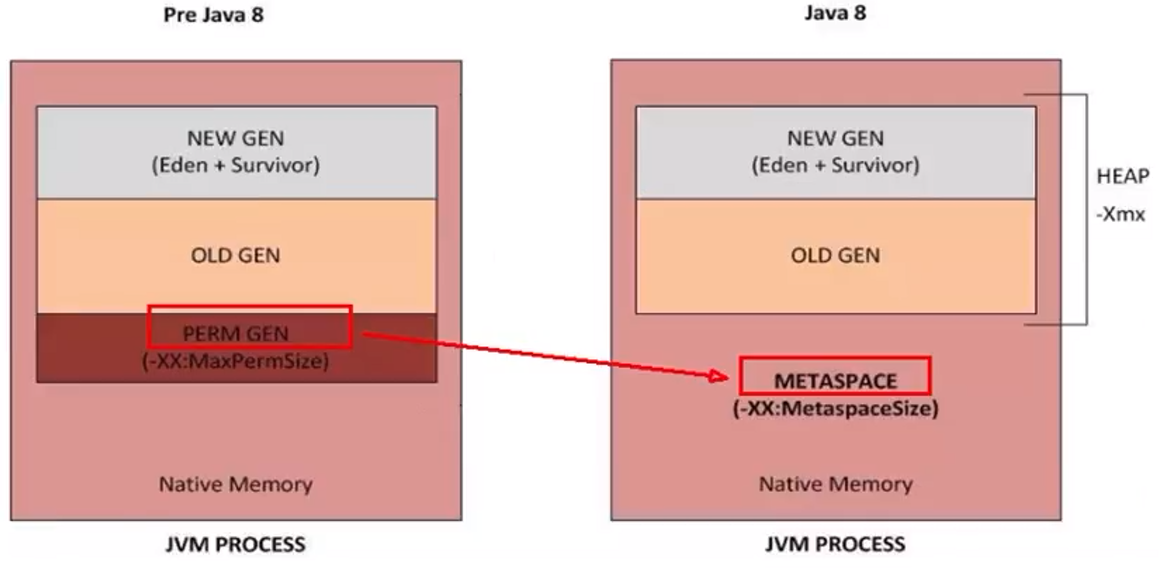 Pre Java 8
NEW GEN
(Eden + Survivor)
OLD GEN
PERM GEN
(-XX:MaxPermSize)
Native Memory
JVM PROCESS
Java 8
NEW GEN
(Eden + Survivor)
OLD GEN
HEAP
-Xmx
METASPACE
(-XX:MetaspaceSize)
Native Memory
JVM PROCESS